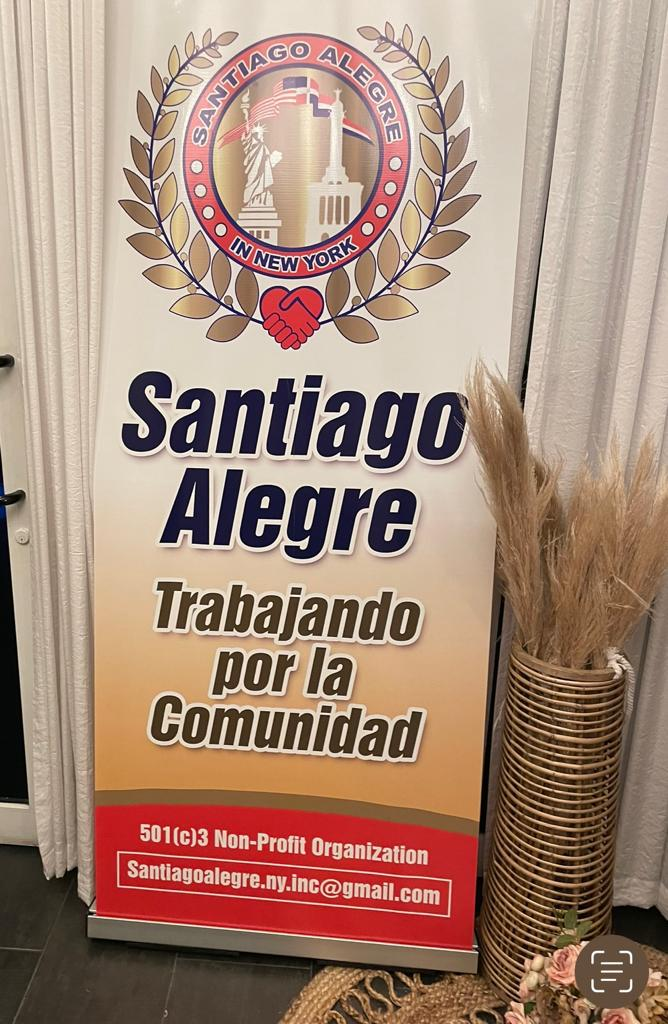 SANTIAGO ALEGRE
IN NEW YORK
Santiago
Alegre
Trabajando
por la
Comunidad
501(c)3 Non-Profit Organization
Santiagoalegre.ny.inc@gmail.com